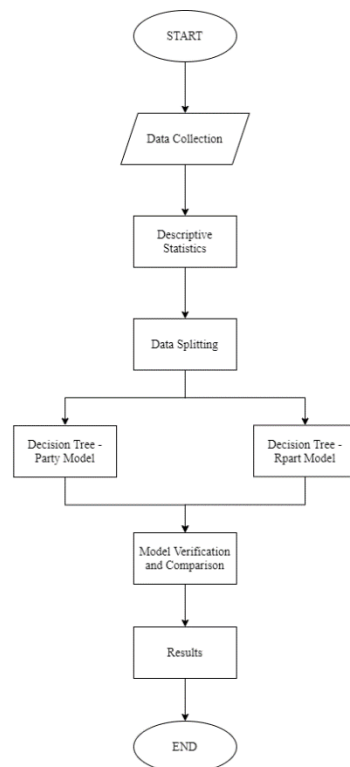 START
Data Collection
Descriptive
Statistics
Data Splitting
Decision Tree -
Party Model
Decision Tree -
Rpart Model
Model Verification
and Comparison
Results
END